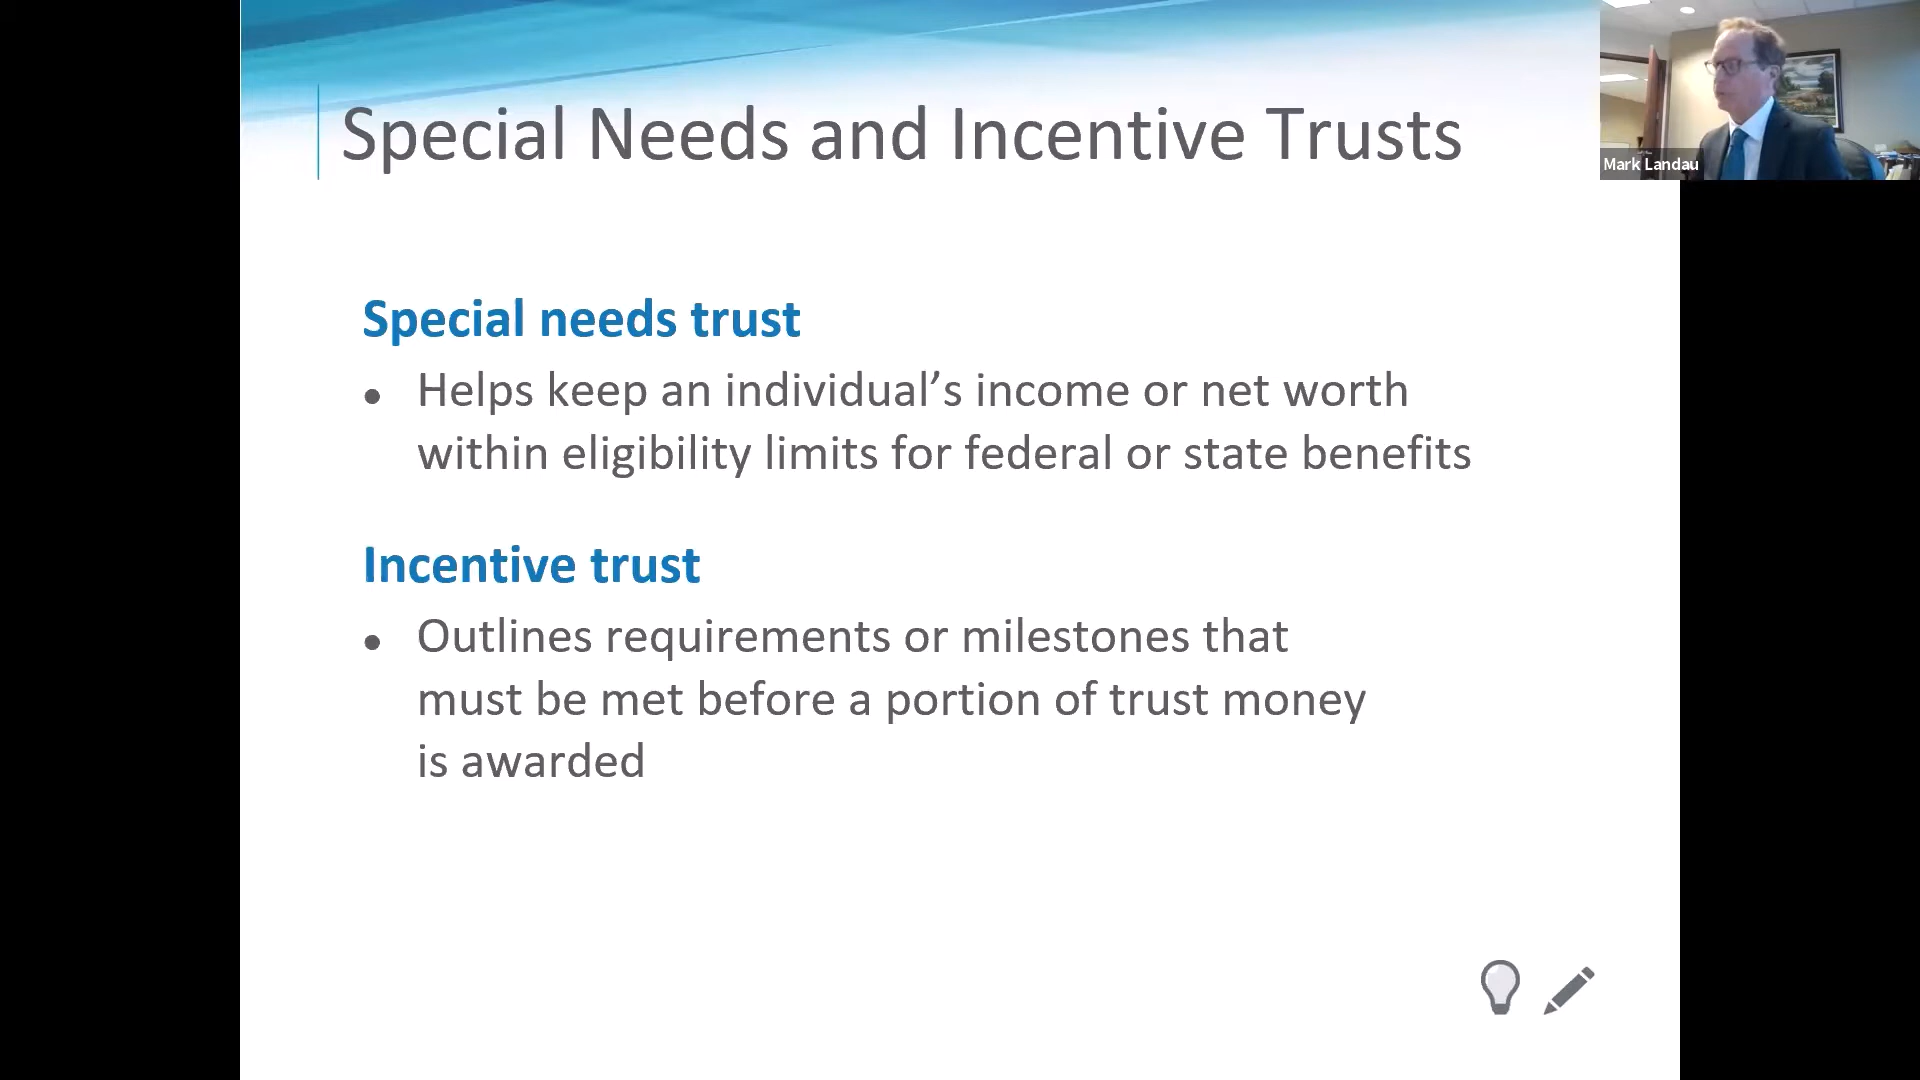 Special Needs and Incentive Trusts
Mark Landau
Special needs trust
• Helps keep an individual’s income or net worth
within eligibility limits for federal or state benefits
Incentive trust
• Outlines requirements or milestones that
must be met before a portion of trust money
is awarded